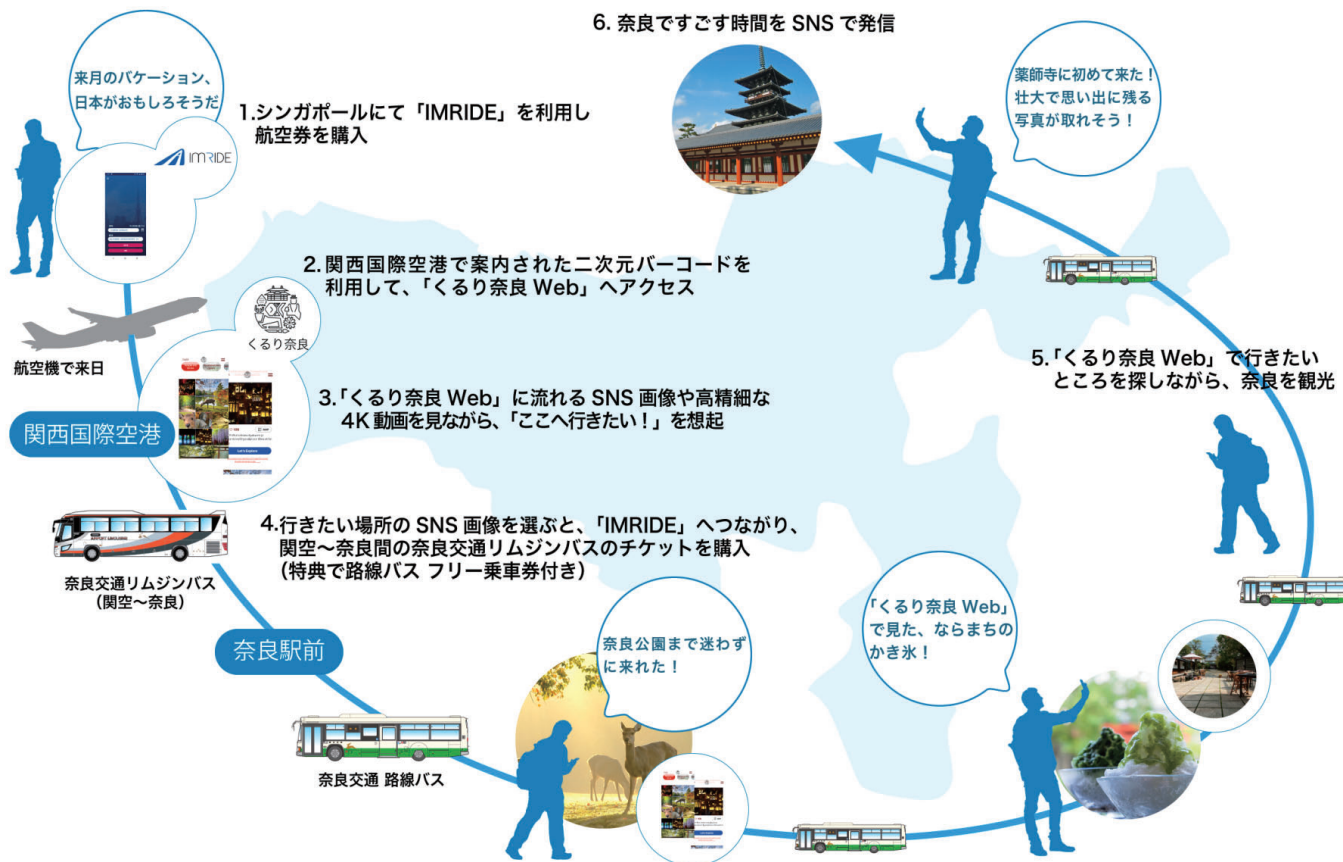 来月のバケーション、
日本がおもしろそうだ
IMRIDE
1.シンガポールにて「IMRIDE」を利用し
航空券を購入
航空機で来日
2.関西国際空港で案内された二次元バーコードを
利用して、「くるり奈良 Web」へアクセス
くるり奈良
関西国際空港
3.「くるり奈良 Web」に流れる SNS 画像や高精細な
4K 動画を見ながら、「ここへ行きたい！」を想起
4.行きたい場所の SNS 画像を選ぶと、「IMRIDE」へつながり、
関空〜奈良間の奈良交通リムジンバスのチケットを購入
（特典で路線バス フリー乗車券付き）
奈良交通リムジンバス
（関空〜奈良）
奈良駅前
奈良交通 路線バス
奈良公園まで迷わず
に来れた！
「くるり奈良 Web」
で見た、ならまちの
かき氷！
5.「くるり奈良 Web」で行きたい
ところを探しながら、奈良を観光
薬師寺に初めて来た！
壮大で思い出に残る
写真が取れそう！
6. 奈良ですごす時間を SNS で発信